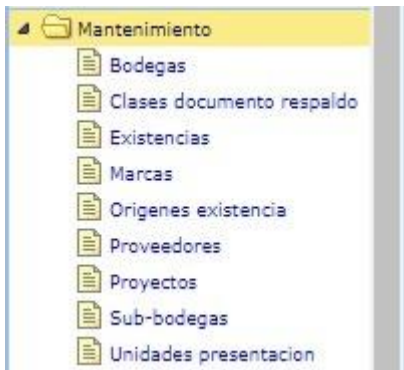 Mantenimiento
Bodegas
Clases documento respaldo
Existencias
Marcas
Origenes existencia
Proveedores
Proyectos
Sub-bodegas
Unidades presentacion